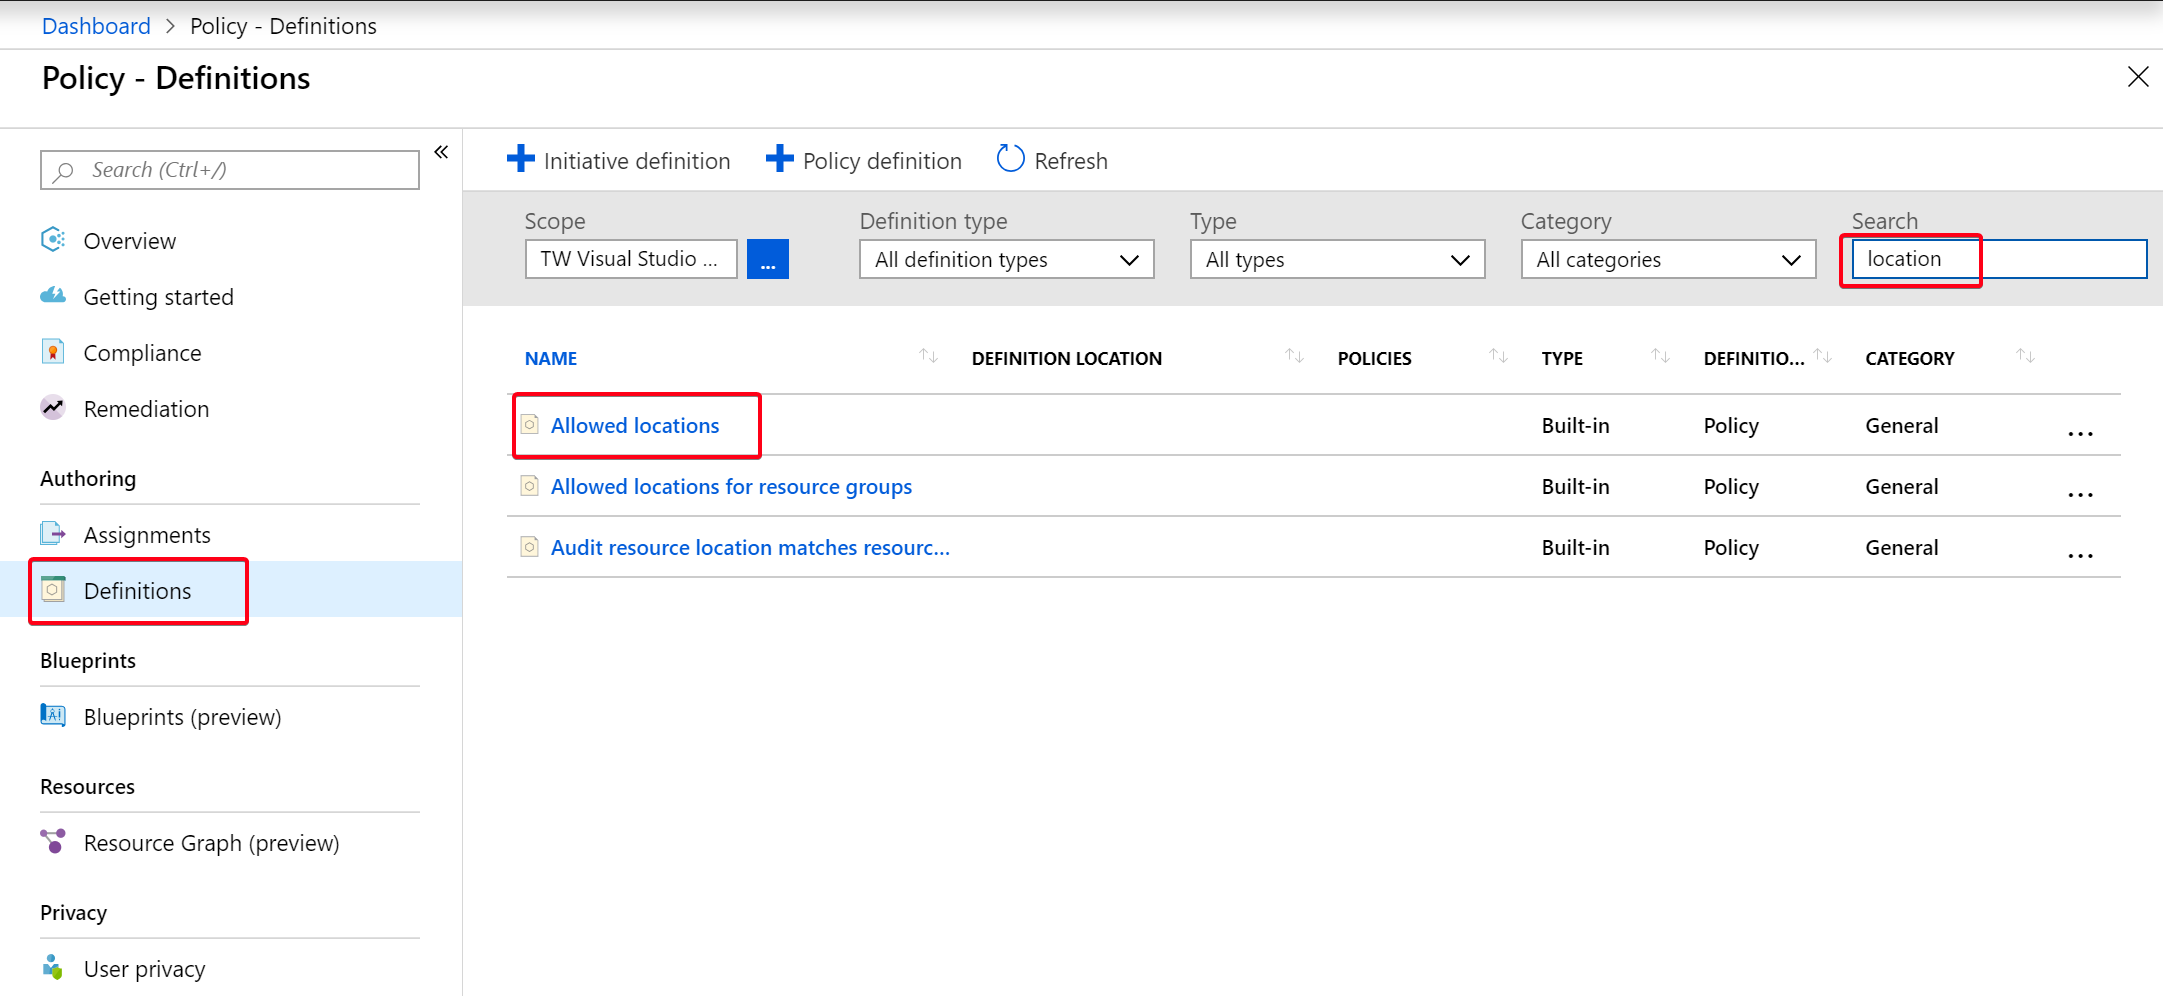 Dashboard > Policy - Definitions
Policy - Definitions
Search (Ctrl+/)
Overview
Getting started
Compliance
Remediation
Authoring
Assignments
Definitions
Blueprints
Blueprints (preview)
Resources
Resource Graph (preview)
Privacy
User privacy
Initiative definition Policy definition Refresh
Scope Definition type Type Category Search
TW Visual Studio ... ... All definition types All types All categories location
NAME DEFINITION LOCATION POLICIES TYPE DEFINITIO... CATEGORY
Allowed locations Built-in Policy General ...
Allowed locations for resource groups Built-in Policy General ...
Audit resource location matches resourc... Built-in Policy General ...